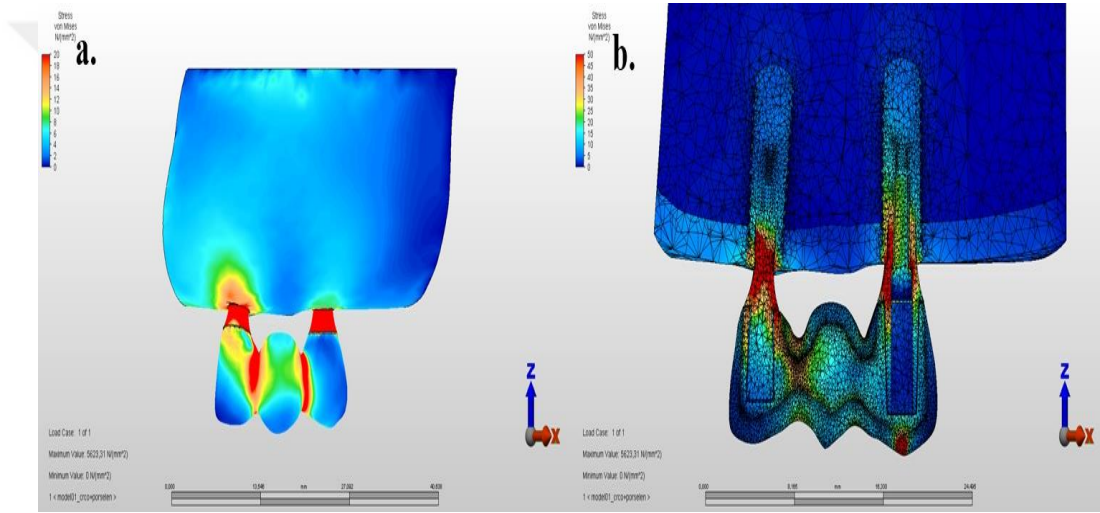 Stress
von Mises
N/(mm^2)
20
18
16
14
12
10
8
6
4
2
0
a.
Z
X
Load Case: 1 of 1
Maximum Value: 5623,31 N/(mm^2)
Minimum Value: 0 N/(mm^2)
0,000
13,546
mm
27,092
40,638
1 < model01_crco+porselen >
Stress
von Mises
N/(mm^2)
50
45
40
35
30
25
20
15
10
5
0
b.
Z
X
Load Case: 1 of 1
Maximum Value: 5623,31 N/(mm^2)
Minimum Value: 0 N/(mm^2)
0,000
8,165
mm
16,330
24,495
1 < model01_crco+porselen >